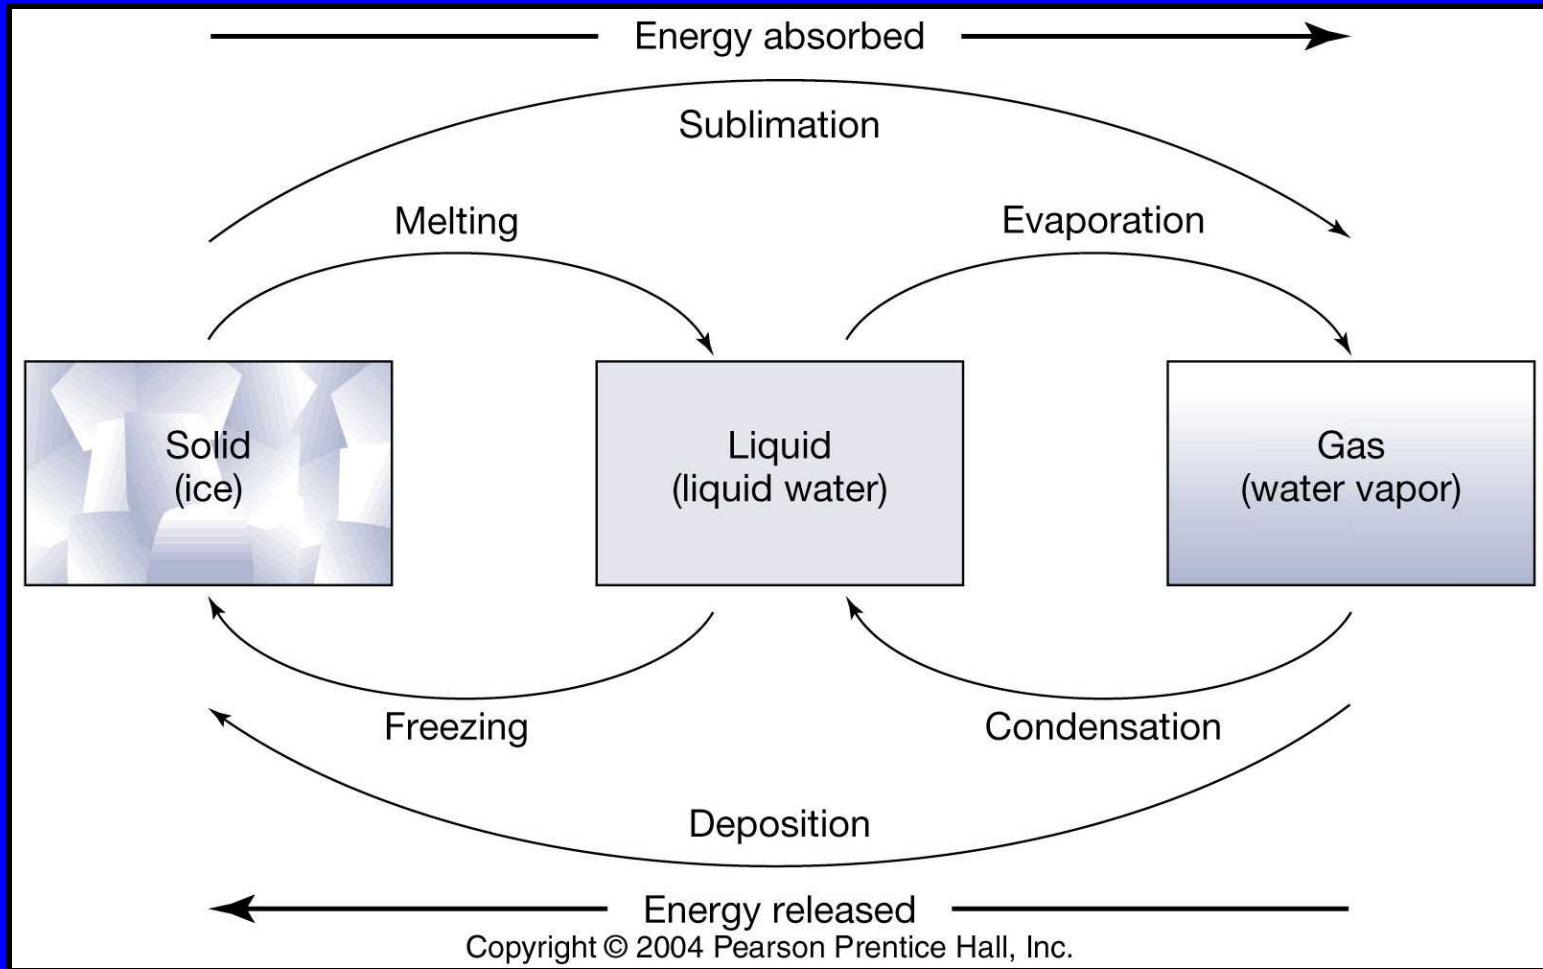 Energy absorbed
Sublimation
Melting
Evaporation
Solid
(ice)
Liquid
(liquid water)
Gas
(water vapor)
Freezing
Condensation
Deposition
Energy released
Copyright © 2004 Pearson Prentice Hall, Inc.